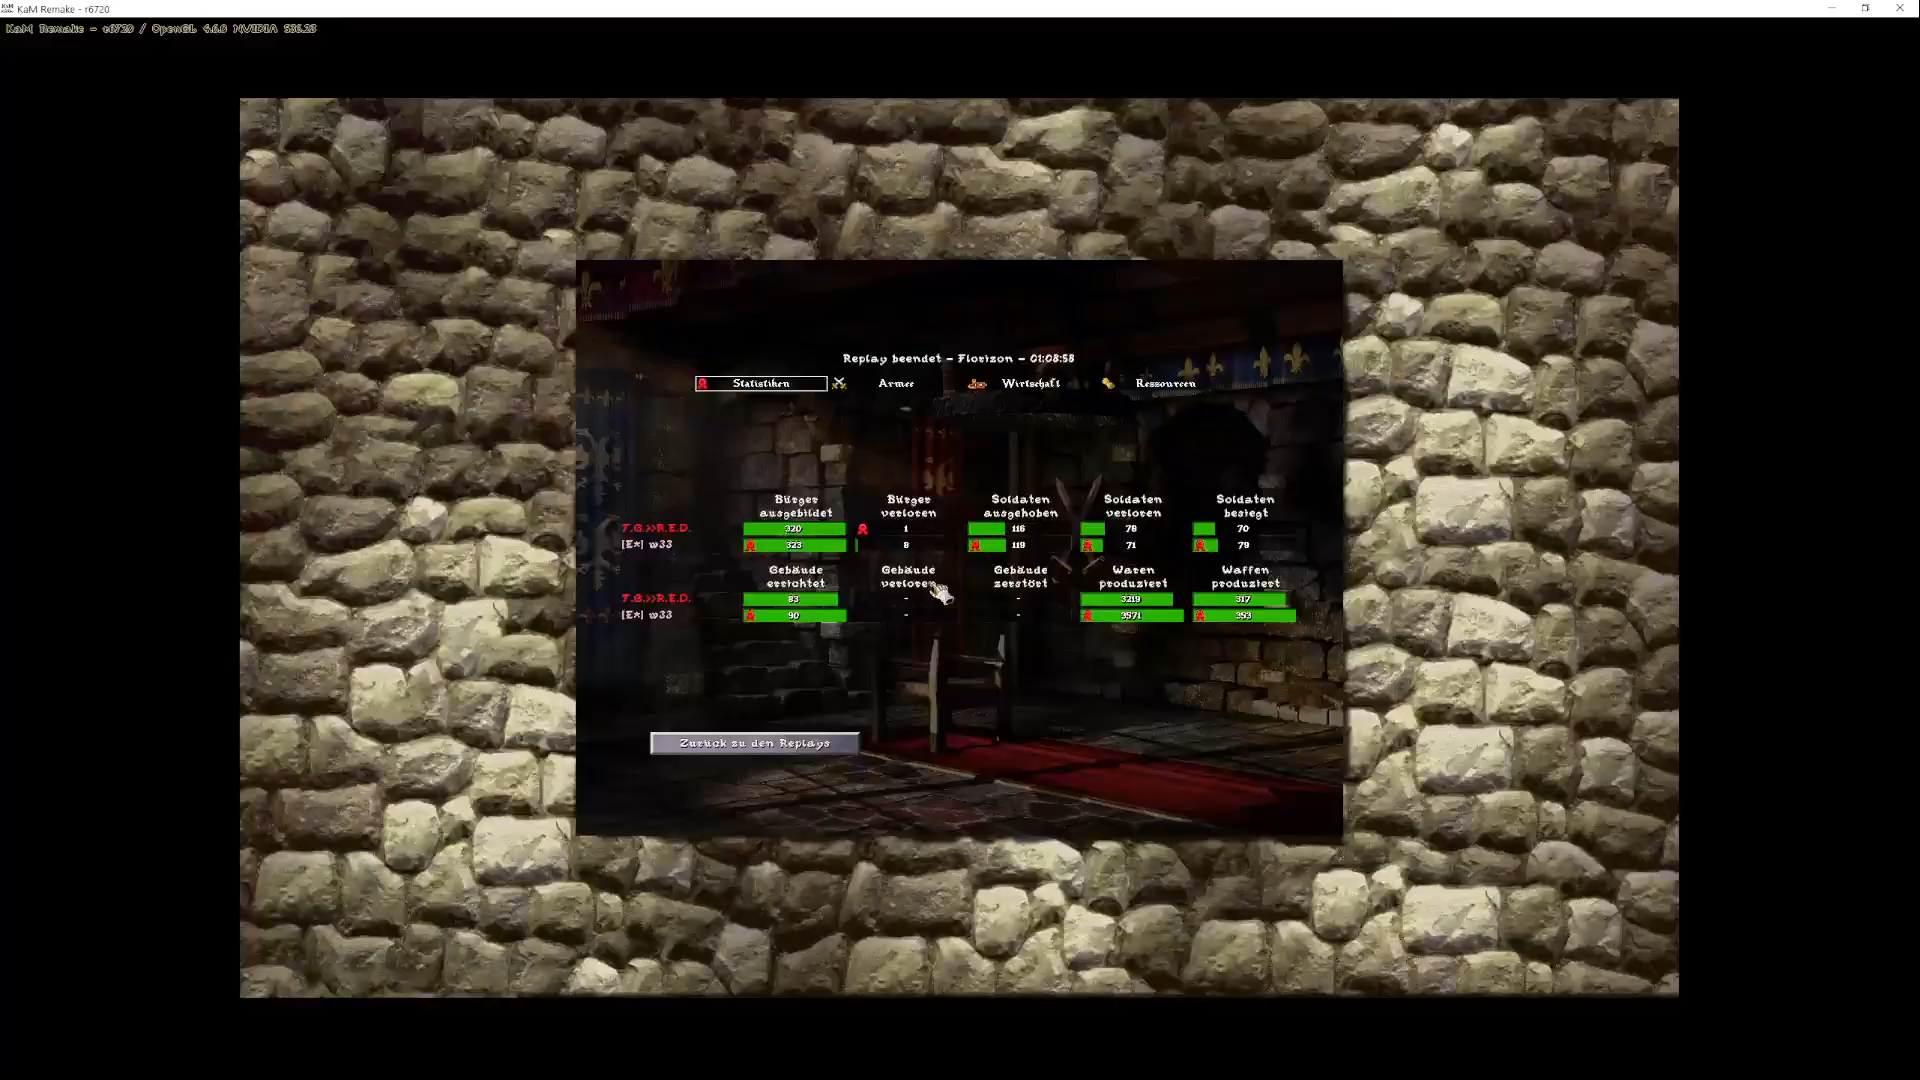 KaM Remake - r6720
KaM Remake - r6720 / OpenGL 4.6.0 NVIDIA 536.23
Replay beendet - Florizon - 01:08:58
Statistiken Armee Wirtschaft Ressourcen
Bürger ausgebildet Bürger verloren Soldaten ausgehoben Soldaten verloren Soldaten besiegt
T.G.>>R.E.D. 320 1 116 78 70
[E*] w33 323 8 119 71 79
Gebäude errichtet Gebäude verloren Gebäude zerstört Waren produziert Waffen produziert
T.G.>>R.E.D. 83 - - 3219 317
[E*] w33 90 - - 3571 353
Zurück zu den Replays